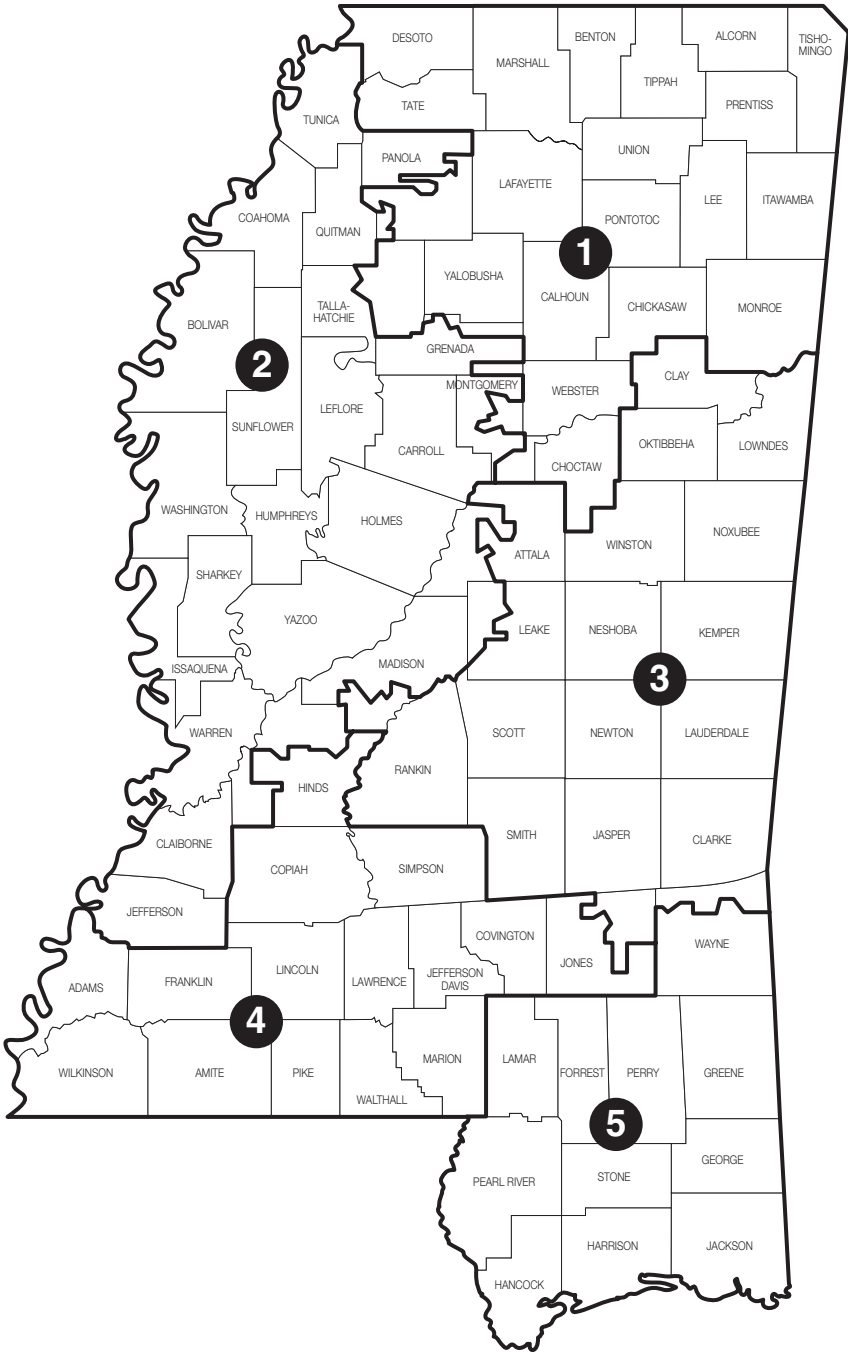 DESOTO
BENTON
ALCORN
TISHO-
MINGO
MARSHALL
TIPPAH
TATE
PRENTISS
TUNICA
UNION
PANOLA
LAFAYETTE
LEE
ITAWAMBA
COAHOMA
PONTOTOC
QUITMAN
1
YALOBUSHA
CALHOUN
CHICKASAW
MONROE
TALLA-
HATCHIE
BOLIVAR
GRENADA
2
CLAY
MONTGOMERY
WEBSTER
LEFLORE
SUNFLOWER
OKTIBBEHA
LOWNDES
CARROLL
CHOCTAW
WASHINGTON
HUMPHREYS
HOLMES
NOXUBEE
WINSTON
ATTALA
SHARKEY
YAZOO
LEAKE
NESHOBA
KEMPER
ISSAQUENA
MADISON
3
WARREN
SCOTT
NEWTON
LAUDERDALE
RANKIN
HINDS
SMITH
JASPER
CLARKE
CLAIBORNE
COPIAH
SIMPSON
JEFFERSON
COVINGTON
WAYNE
JONES
LINCOLN
JEFFERSON
DAVIS
FRANKLIN
LAWRENCE
ADAMS
4
MARION
LAMAR
WILKINSON
AMITE
PIKE
FORREST
PERRY
GREENE
WALTHALL
5
GEORGE
STONE
PEARL RIVER
HARRISON
JACKSON
HANCOCK